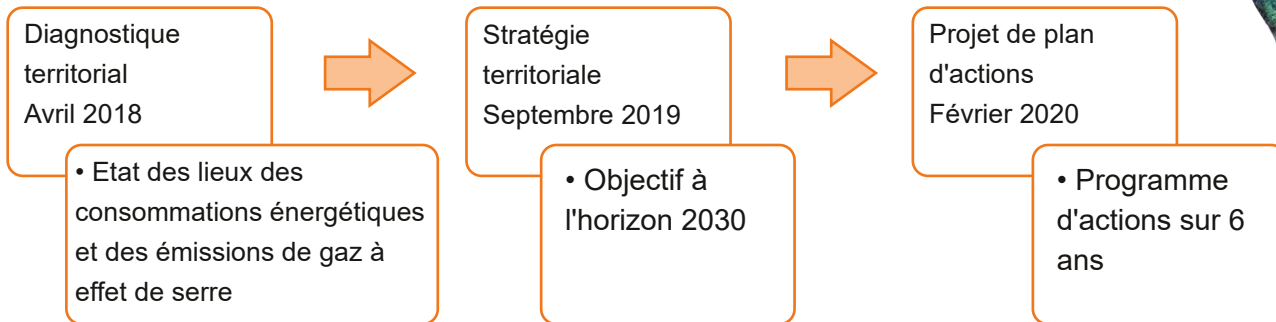 Diagnostique
territorial
Avril 2018
• Etat des lieux des
consommations énergétiques
et des émissions de gaz à
effet de serre
Stratégie
territoriale
Septembre 2019
• Objectif à
l'horizon 2030
Projet de plan
d'actions
Février 2020
• Programme
d'actions sur 6
ans